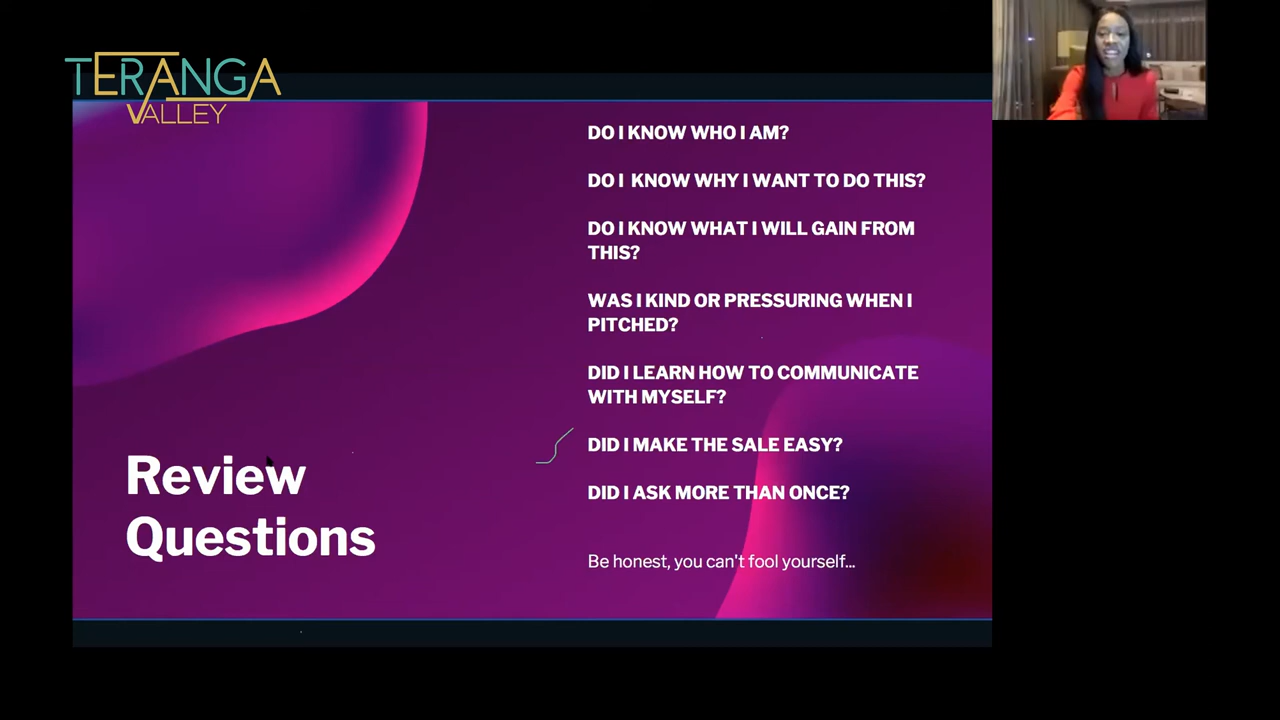 TERANGA
VALLEY
DO I KNOW WHO I AM?
DO I KNOW WHY I WANT TO DO THIS?
DO I KNOW WHAT I WILL GAIN FROM
THIS?
WAS I KIND OR PRESSURING WHEN I
PITCHED?
DID I LEARN HOW TO COMMUNICATE
WITH MYSELF?
DID I MAKE THE SALE EASY?
DID I ASK MORE THAN ONCE?
Be honest, you can't fool yourself...
Review
Questions